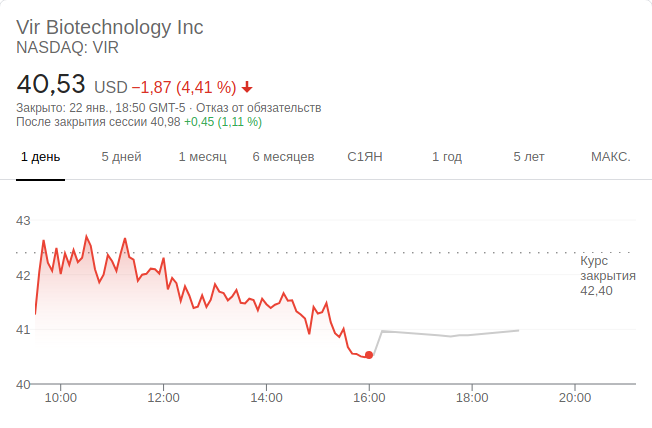 Vir Biotechnology Inc
NASDAQ: VIR
40,53 USD −1,87 (4,41 %)
Закрыто: 22 янв., 18:50 GMT-5 · Отказ от обязательств
После закрытия сессии 40,98 +0,45 (1,11 %)
1 день 5 дней 1 месяц 6 месяцев С1ЯН 1 год 5 лет МАКС.
43
Курс
42 закрытия
42,40
41
40
10:00 12:00 14:00 16:00 18:00 20:00